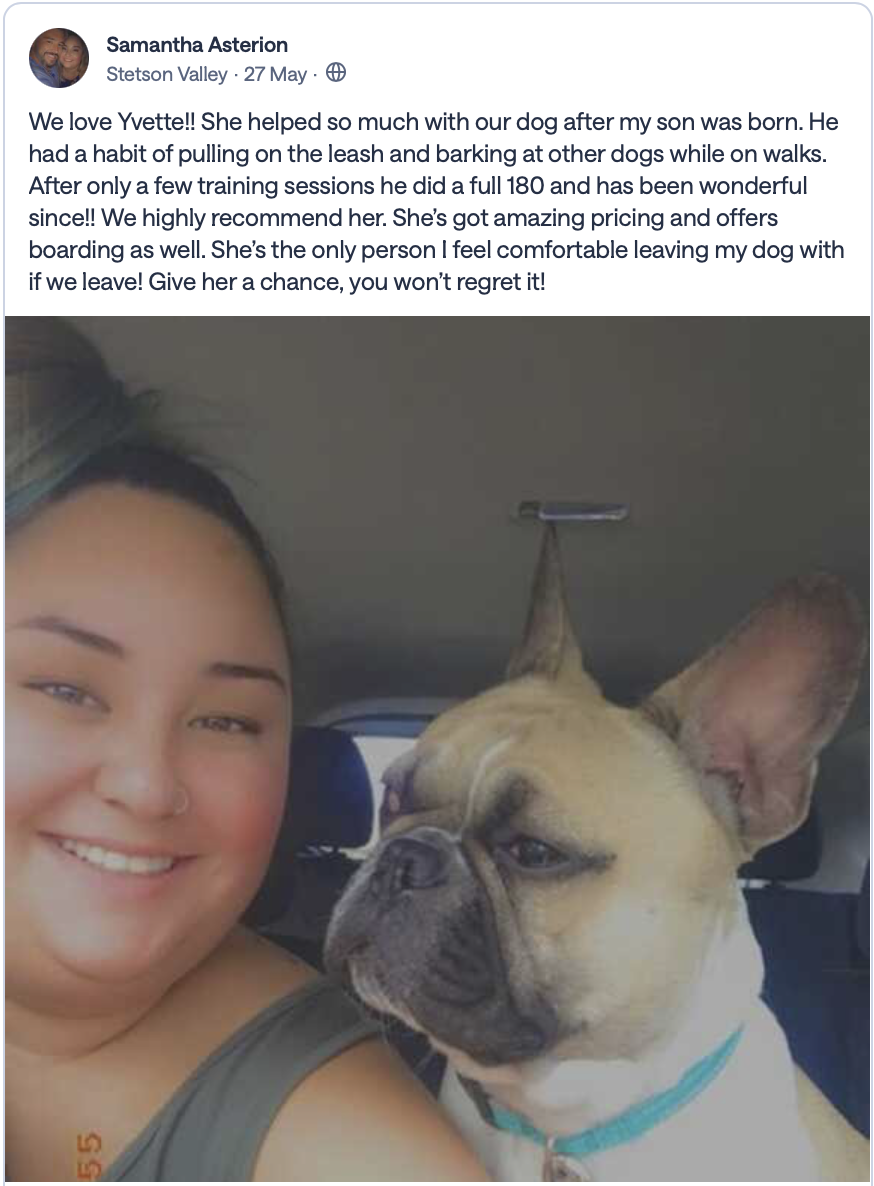 Samantha Asterion
Stetson Valley · 27 May ·
We love Yvette!! She helped so much with our dog after my son was born. He
had a habit of pulling on the leash and barking at other dogs while on walks.
After only a few training sessions he did a full 180 and has been wonderful
since!! We highly recommend her. She’s got amazing pricing and offers
boarding as well. She’s the only person I feel comfortable leaving my dog with
if we leave! Give her a chance, you won’t regret it!
55